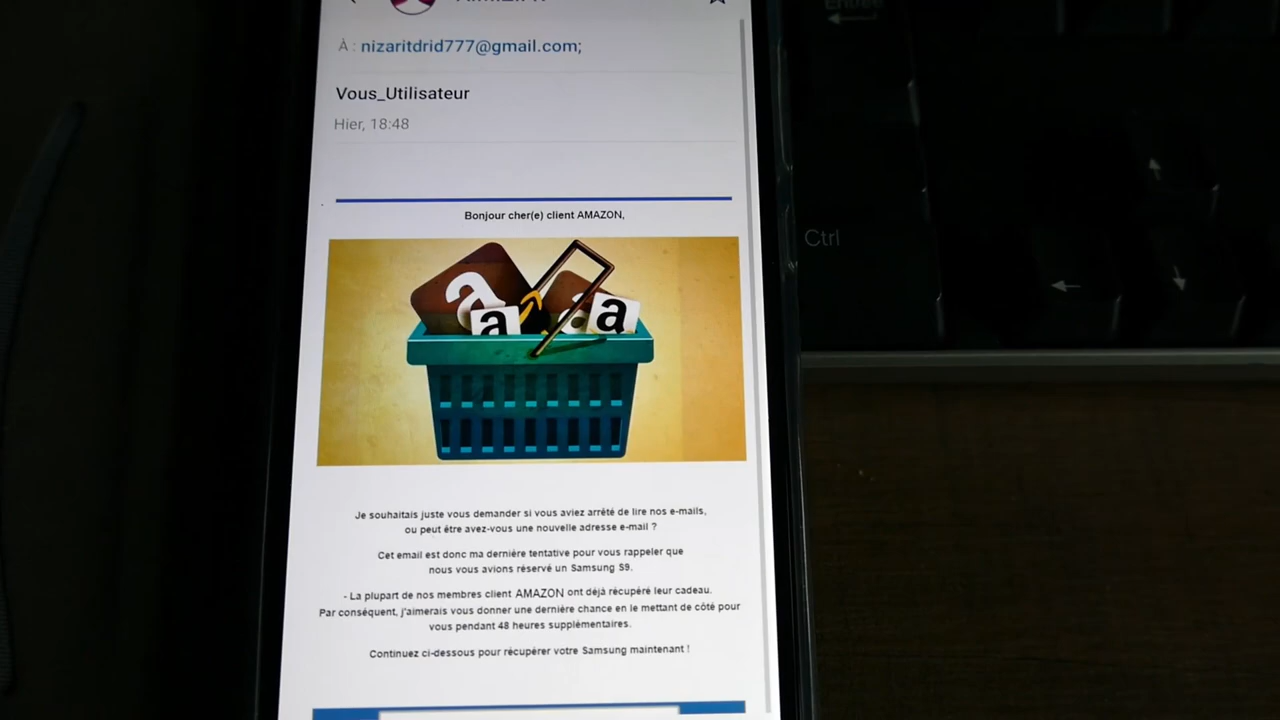 À : nizaritdrid777@gmail.com;
Vous_Utilisateur
Hier, 18:48
Bonjour cher(e) client AMAZON,
a
a
a
a
Je souhaitais juste vous demander si vous aviez arrêté de lire nos e-mails,
ou peut être avez-vous une nouvelle adresse e-mail ?
Cet email est donc ma dernière tentative pour vous rappeler que
nous vous avions réservé un Samsung S9.
- La plupart de nos membres client AMAZON ont déjà récupéré leur cadeau.
Par conséquent, j'aimerais vous donner une dernière chance en le mettant de côté pour
vous pendant 48 heures supplémentaires.
Continuez ci-dessous pour récupérer votre Samsung maintenant !
Entrée
Ctrl